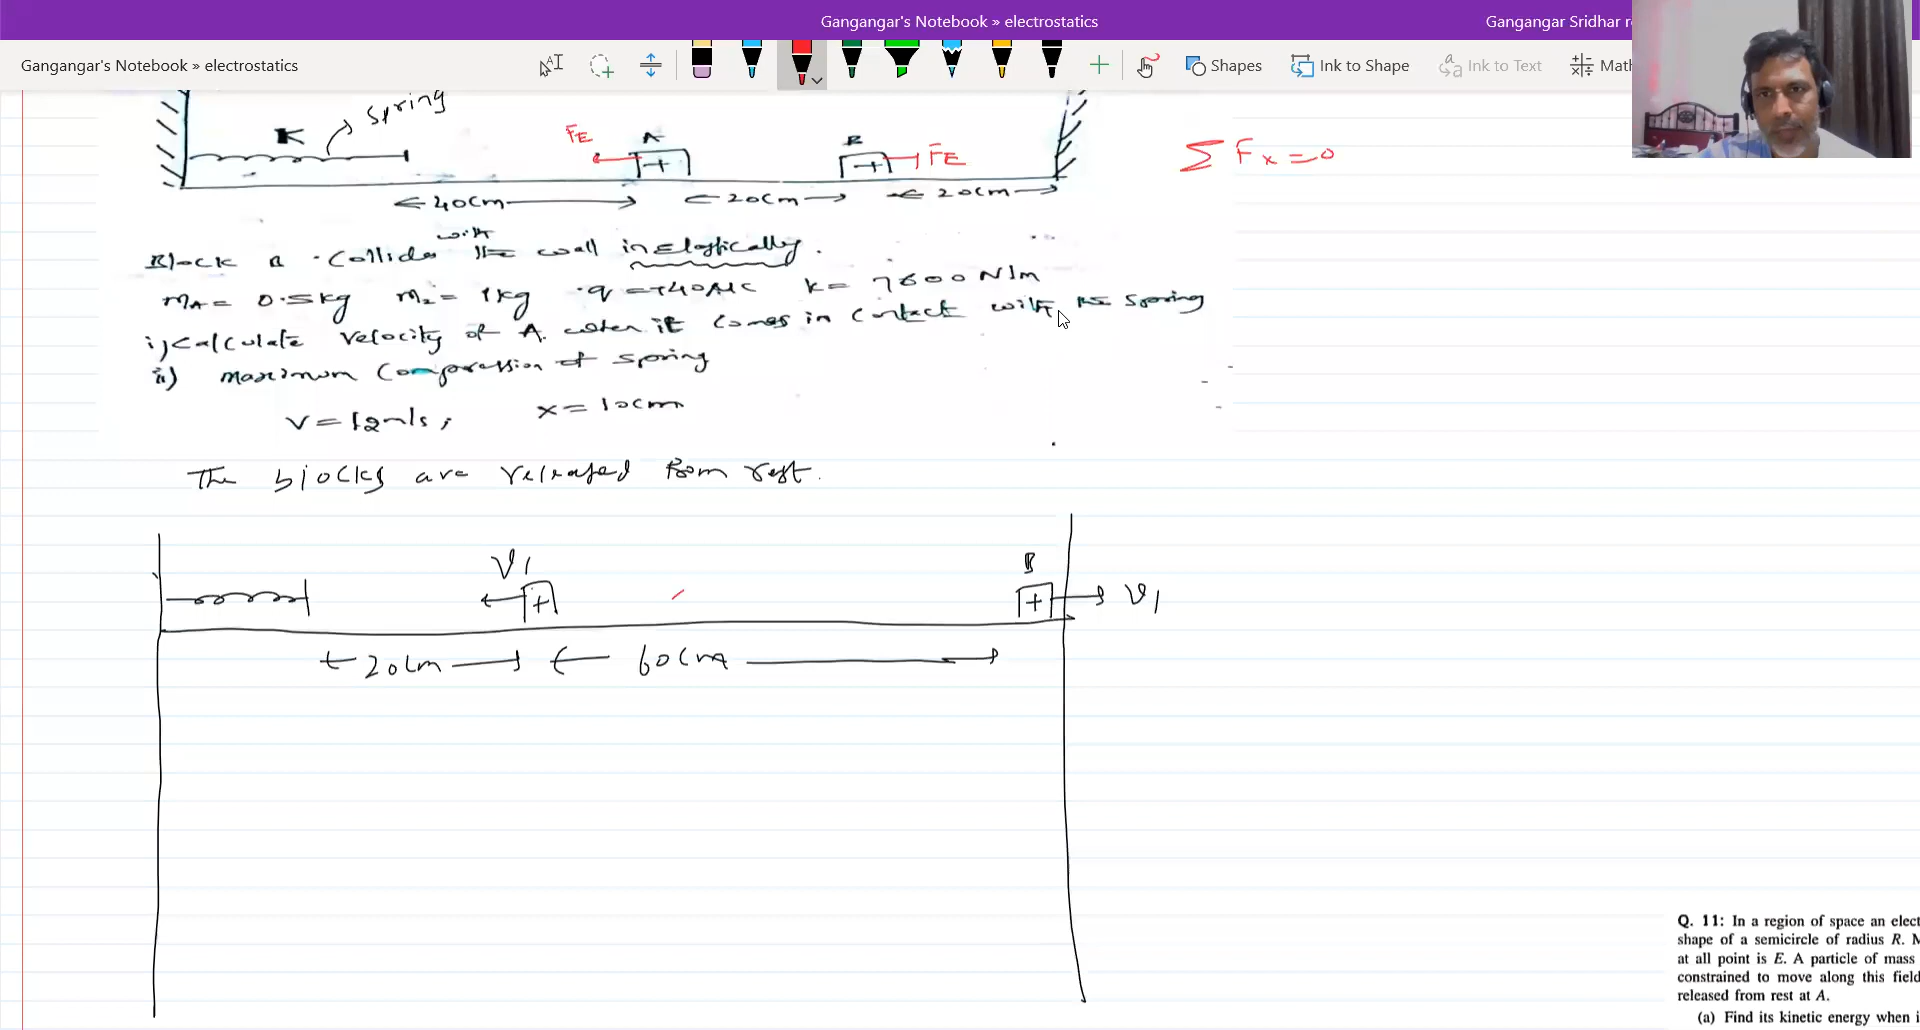 Gangangar's Notebook » electrostatics
Gangangar Sridhar r
Gangangar's Notebook » electrostatics
Shapes
Ink to Shape
Ink to Text
Math
K
spring
FE
A
B
FE
Σ Fx = 0
40cm
20cm
20cm
with
Block B collides the wall inelastically.
mA = 0.5kg m2 = 1kg q = +40μC k = 7600 N/m
i) Calculate velocity of A when it comes in contact with the spring
ii) maximum compression of spring
v = 12m/s; x = 10cm
The blocks are released from rest.
V1
B
+
+
V1
20cm
60cm
Q. 11: In a region of space an elect
shape of a semicircle of radius R. M
at all point is E. A particle of mass
constrained to move along this field
released from rest at A.
(a) Find its kinetic energy when i